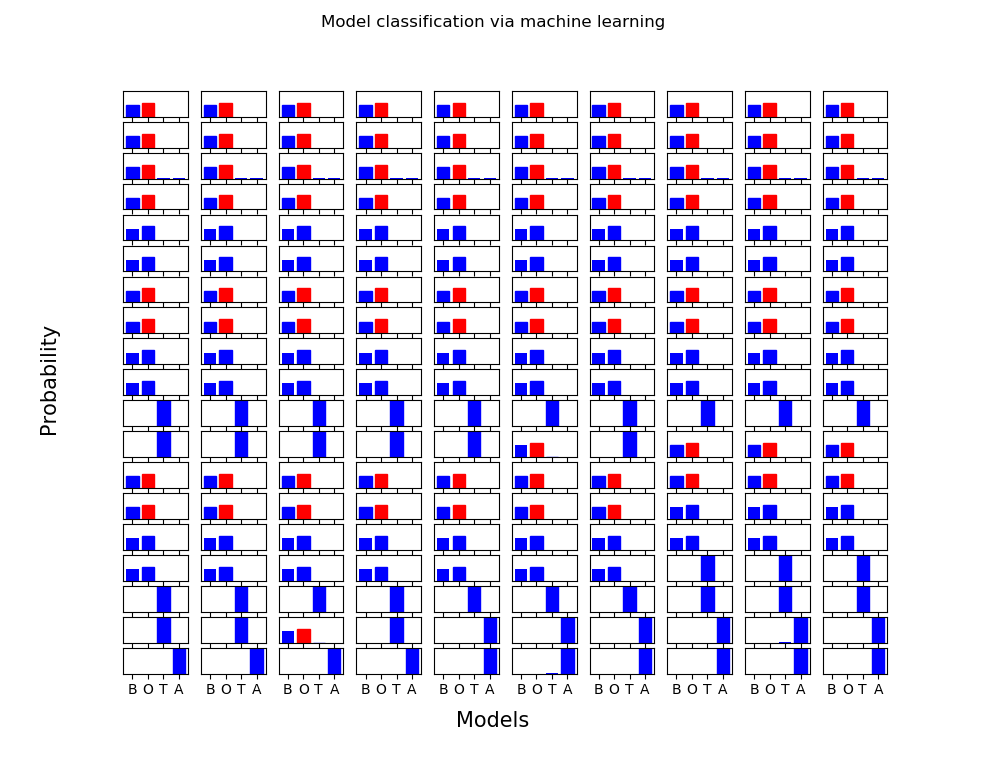 Model classification via machine learning
Probability
B O T A B O T A B O T A B O T A B O T A B O T A B O T A B O T A B O T A B O T A
Models